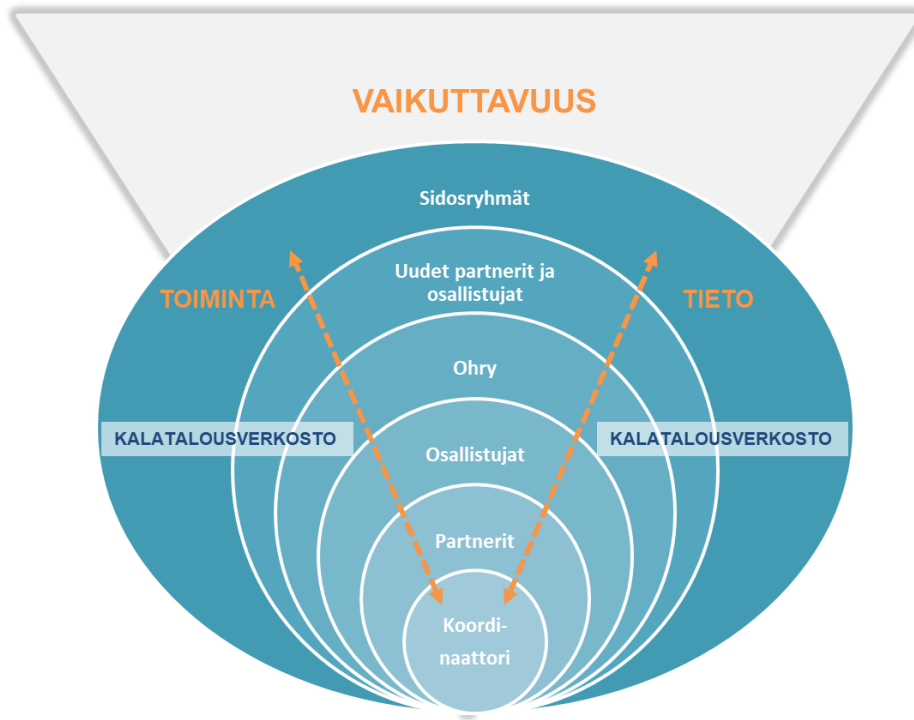 VAIKUTTAVUUS
Sidosryhmät
Uudet partnerit ja
osallistujat
TOIMINTA
TIETO
Ohry
KALATALOUSVERKOSTO
KALATALOUSVERKOSTO
Osallistujat
Partnerit
Koordi-
naattori